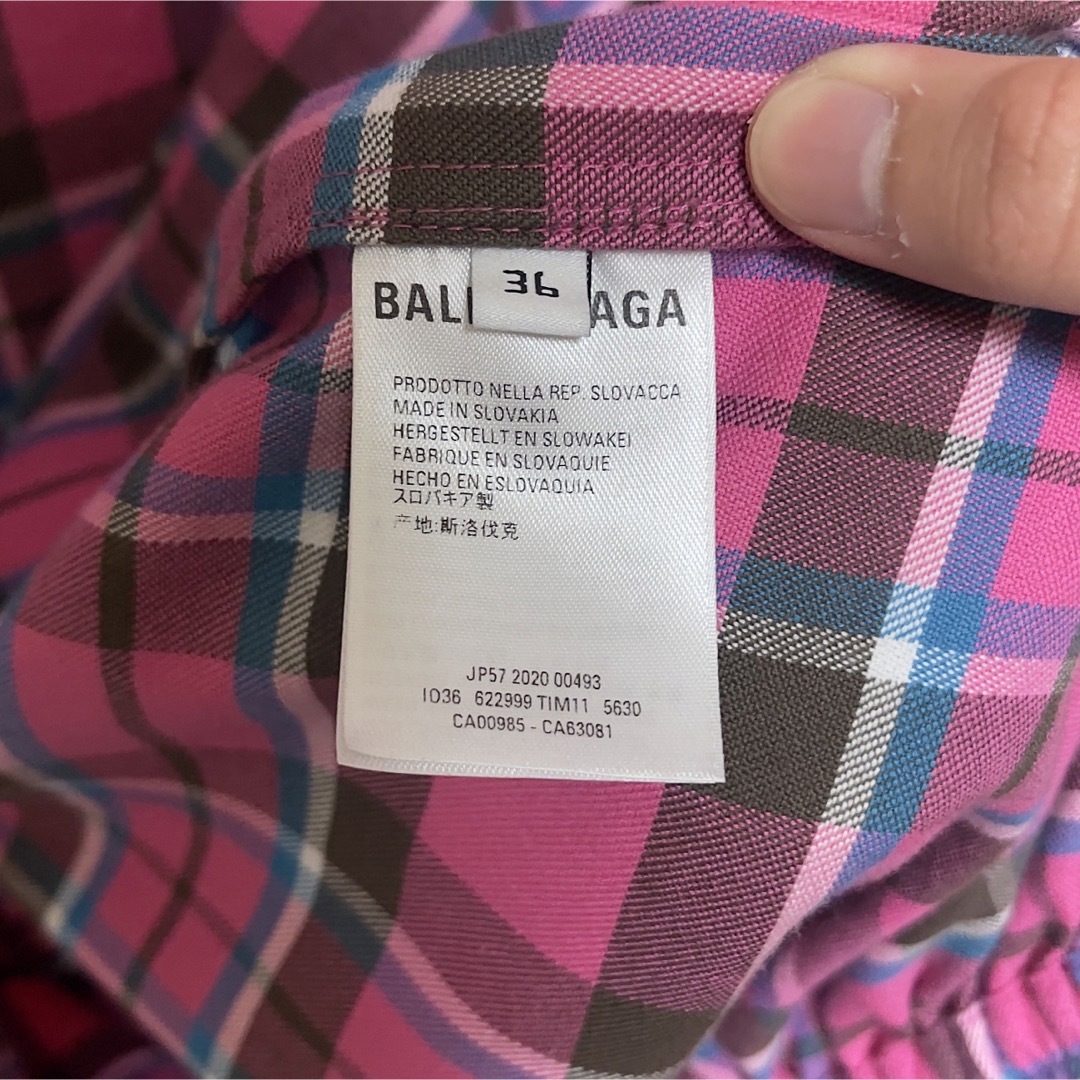 36
BAL AGA
PRODOTTO NELLA REP. SLOVACCA
MADE IN SLOVAKIA
HERGESTELLT EN SLOWAKEI
FABRIQUE EN SLOVAQUIE
HECHO EN ESLOVAQUIA
スロバキア製
产地:斯洛伐克
JP57 2020 00493
IO36 622999 TIM11 5630
CA00985 - CA63081